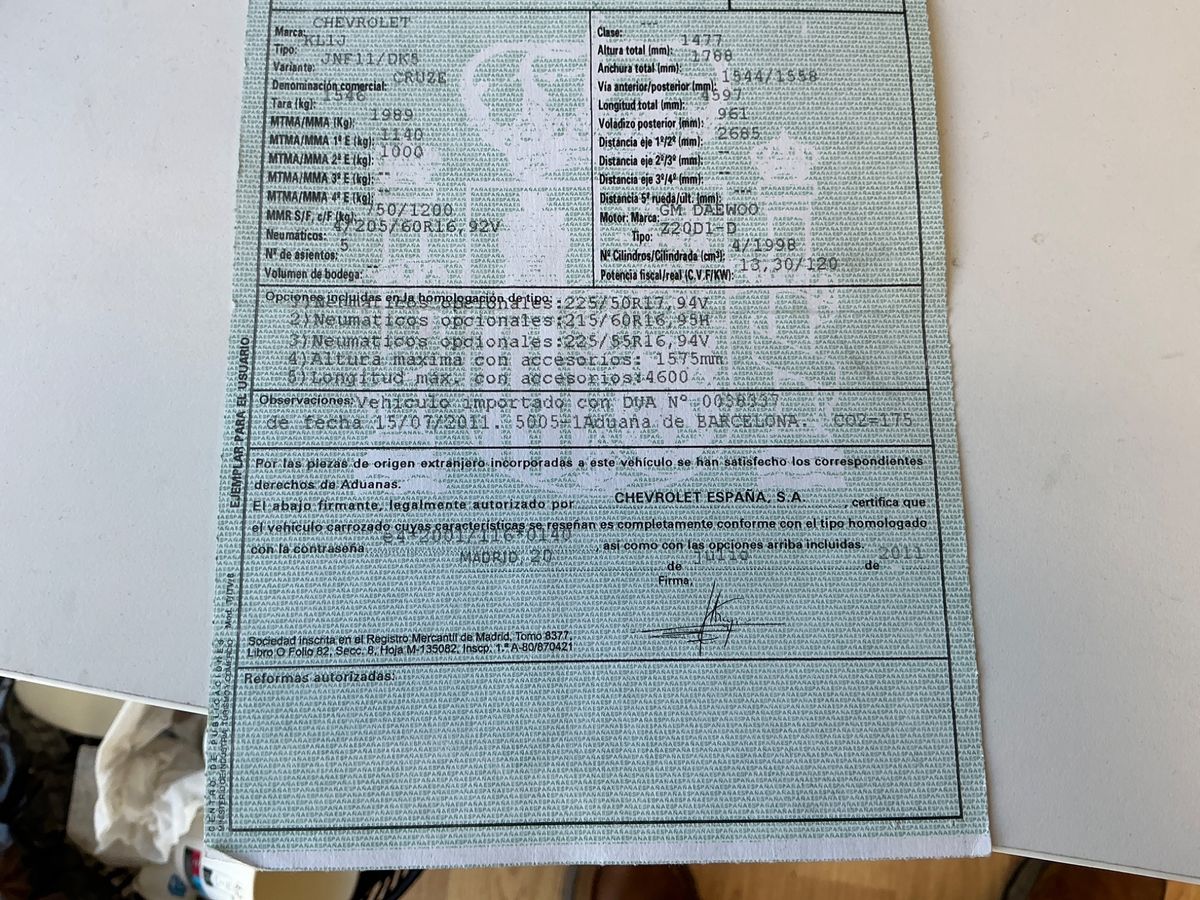 Marca: CHEVROLET
Tipo: KL1J
Variante: JNF11/DK5
Denominación comercial: CRUZE
Tara (kg): 1546
MTMA/MMA (Kg): 1989
MTMA/MMA 1º E (kg): 1140
MTMA/MMA 2º E (kg): 1000
MTMA/MMA 3º E (kg): --
MTMA/MMA 4º E (kg): --
MMR S/F, c/F (kg): 750/1200
Neumáticos: 4/205/60R16,92V
Nº de asientos: 5
Volumen de bodega: --
Clase: ---
Altura total (mm): 1477
Anchura total (mm): 1788
Vía anterior/posterior (mm): 1544/1558
Longitud total (mm): 4597
Voladizo posterior (mm): 961
Distancia eje 1º/2º (mm): 2685
Distancia eje 2º/3º (mm): --
Distancia eje 3º/4º (mm): --
Distancia 5ª rueda/últ. (mm): ---
Motor: Marca: GM DAEWOO
Tipo: Z20D1-D
Nº Cilindros/Cilindrada (cm³): 4/1998
Potencia fiscal/real (C.V.F/KW): 13,30/120
Opciones incluidas en la homologación de tipo:
1)Neumaticos opcionales:225/50R17,94V
2)Neumaticos opcionales:215/60R16,95H
3)Neumaticos opcionales:225/55R16,94V
4)Altura maxima con accesorios: 1575mm
5)Longitud max. con accesorios:4600
Observaciones: Vehiculo importado con DUA Nº 0038337
de fecha 15/07/2011. 5005-1Aduana de BARCELONA. CO2=175
Por las piezas de origen extranjero incorporadas a este vehículo se han satisfecho los correspondientes
derechos de Aduanas.
El abajo firmante, legalmente autorizado por CHEVROLET ESPAÑA, S.A. , certifica que
el vehículo carrozado cuyas características se reseñan es completamente conforme con el tipo homologado
con la contraseña e4*2001/116*0140 , así como con las opciones arriba incluidas.
MADRID 20 de julio de 2011
Firma,
Sociedad inscrita en el Registro Mercantil de Madrid, Tomo 8377,
Libro O Folio 82, Secc. 8, Hoja M-135082, Inscp. 1.ª A-80/870421
Reformas autorizadas:
EJEMPLAR PARA EL USUARIO
CENTRO DE PUBLICACIONES